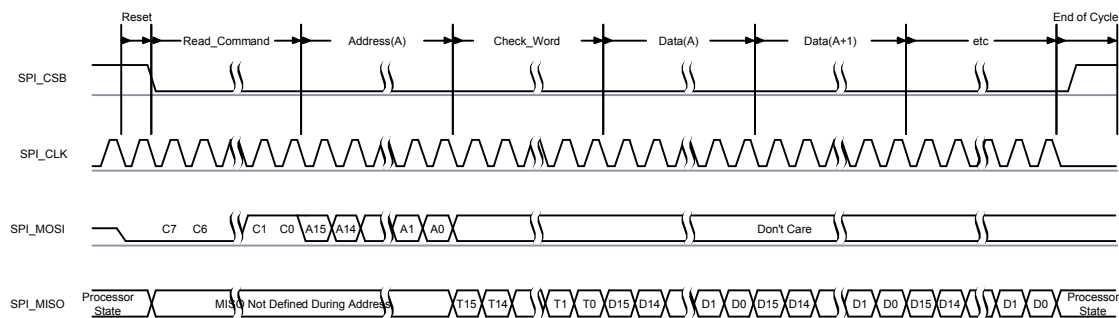 Reset
End of Cycle
Read_Command
Address(A)
Check_Word
Data(A)
Data(A+1)
etc
SPI_CSB
SPI_CLK
SPI_MOSI
C7 C6 C1 C0 A15 A14 A1 A0 Don't Care
SPI_MISO
Processor State
MISO Not Defined During Address
T15 T14 T1 T0 D15 D14 D1 D0 D15 D14 D1 D0 D15 D14 D1 D0
Processor State